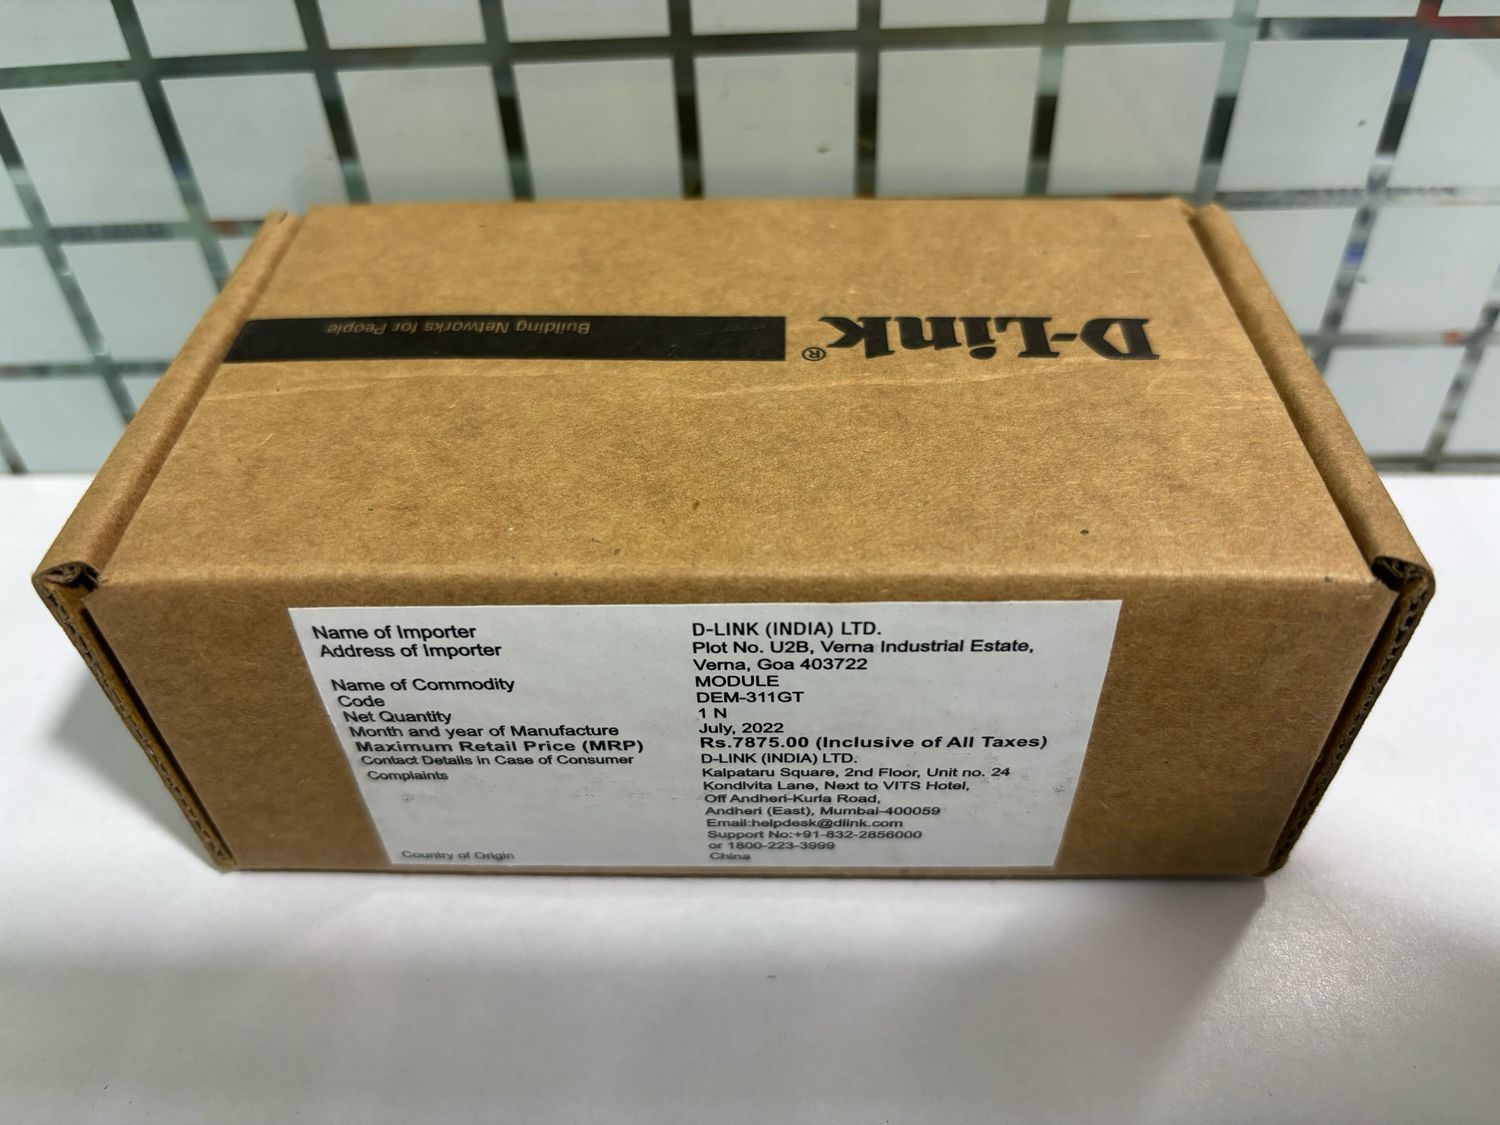 D-Link®
Building Networks for People
Name of Importer D-LINK (INDIA) LTD.
Address of Importer Plot No. U2B, Verna Industrial Estate,
Verna, Goa 403722
Name of Commodity MODULE
Code DEM-311GT
Net Quantity 1 N
Month and year of Manufacture July, 2022
Maximum Retail Price (MRP) Rs.7875.00 (Inclusive of All Taxes)
Contact Details in Case of Consumer D-LINK (INDIA) LTD.
Complaints Kalpataru Square, 2nd Floor, Unit no. 24
Kondivita Lane, Next to VITS Hotel,
Off Andheri-Kurla Road,
Andheri (East), Mumbai-400059
Email:helpdesk@dlink.com
Support No:+91-832-2856000
or 1800-223-3999
Country of Origin China